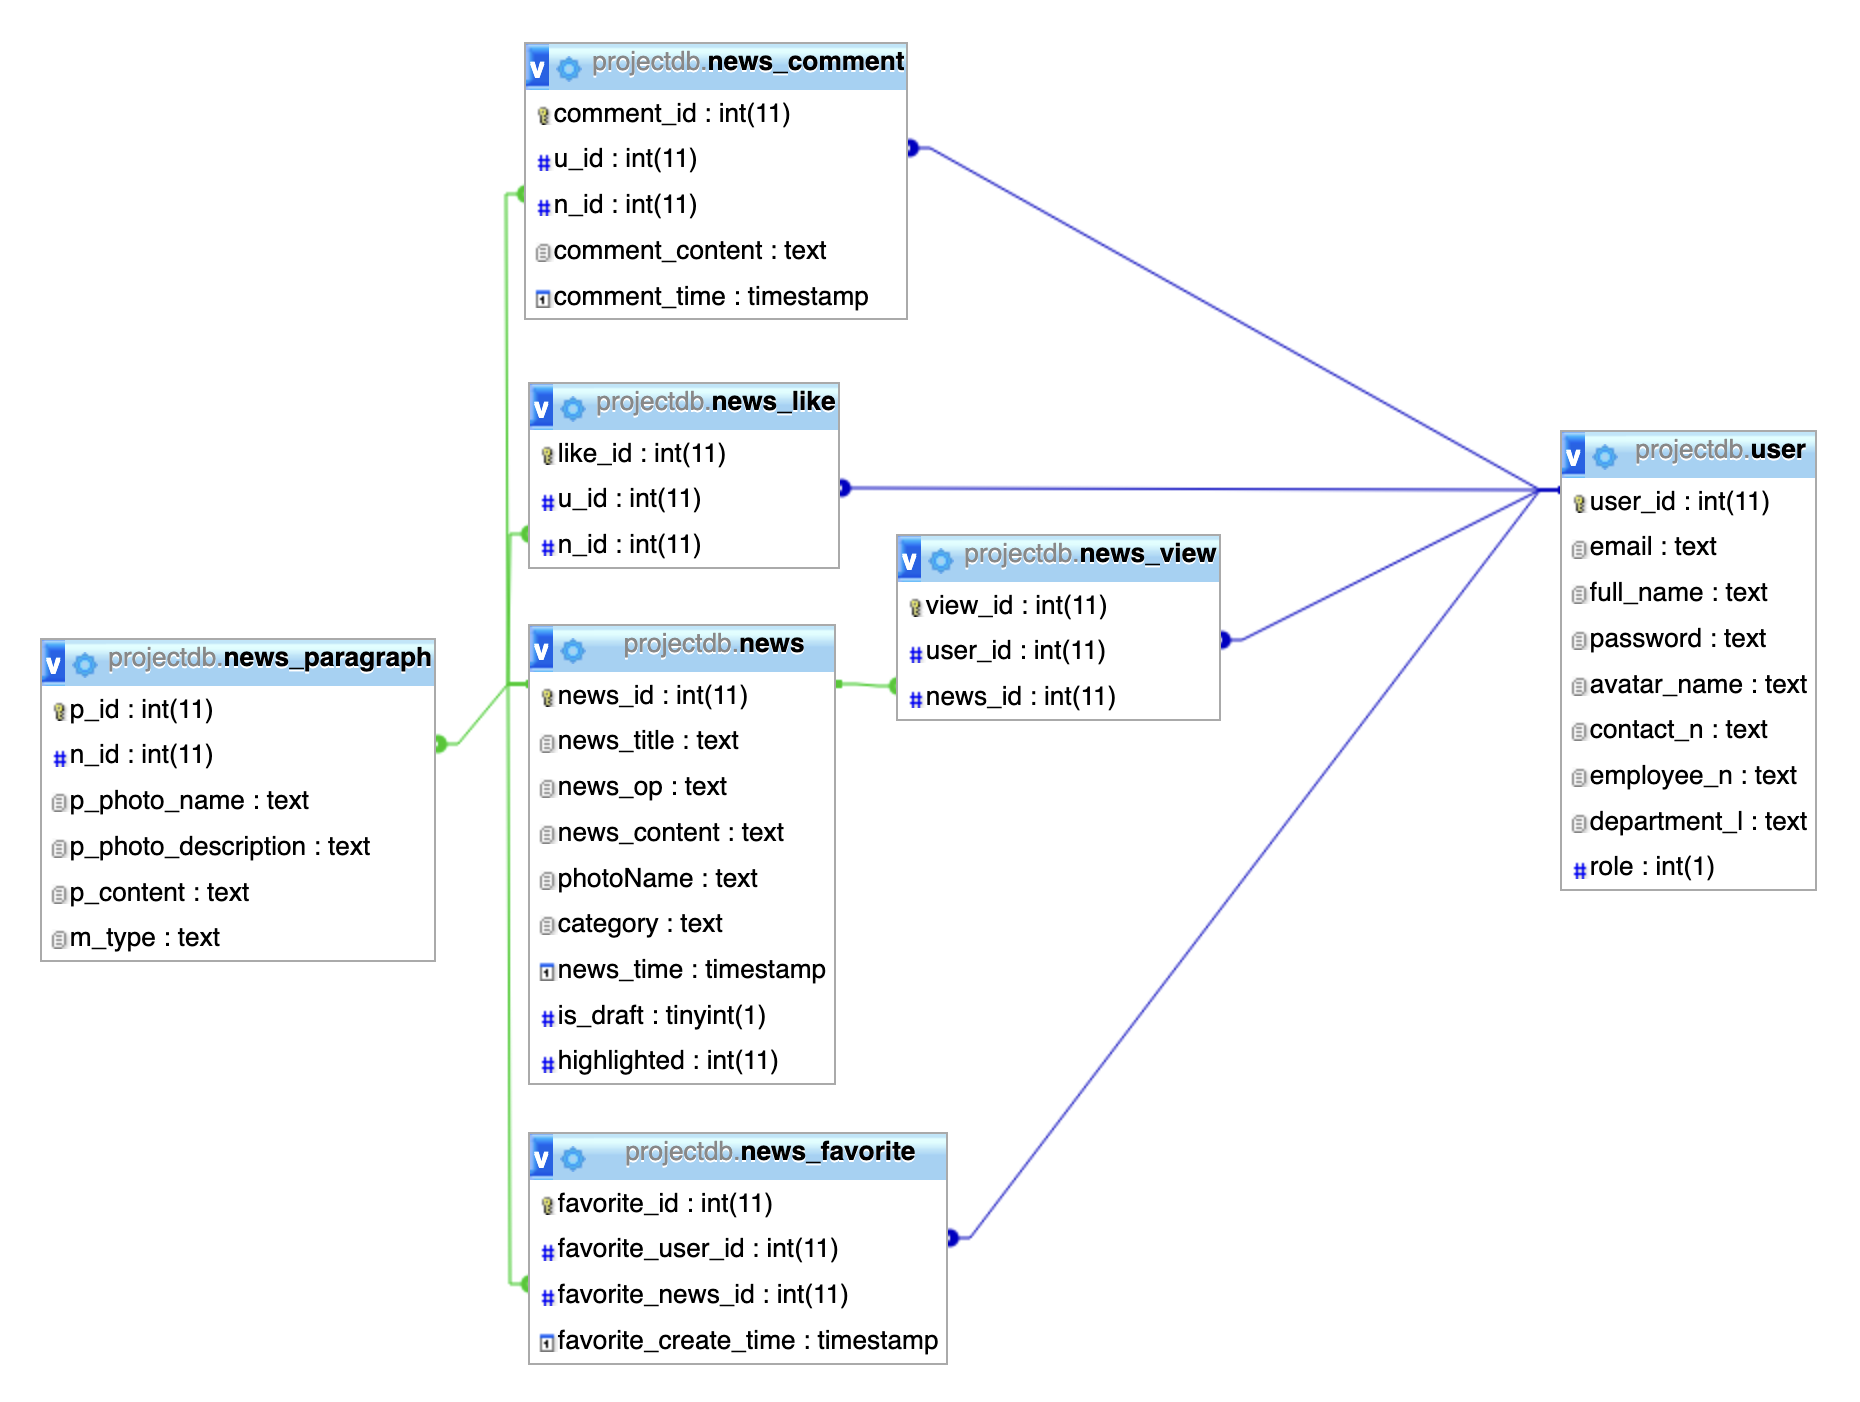 projectdb.news_comment
comment_id : int(11)
u_id : int(11)
n_id : int(11)
comment_content : text
comment_time : timestamp
projectdb.news_like
like_id : int(11)
u_id : int(11)
n_id : int(11)
projectdb.user
user_id : int(11)
email : text
full_name : text
password : text
avatar_name : text
contact_n : text
employee_n : text
department_l : text
role : int(1)
projectdb.news_view
view_id : int(11)
user_id : int(11)
news_id : int(11)
projectdb.news_paragraph
p_id : int(11)
n_id : int(11)
p_photo_name : text
p_photo_description : text
p_content : text
m_type : text
projectdb.news
news_id : int(11)
news_title : text
news_op : text
news_content : text
photoName : text
category : text
news_time : timestamp
is_draft : tinyint(1)
highlighted : int(11)
projectdb.news_favorite
favorite_id : int(11)
favorite_user_id : int(11)
favorite_news_id : int(11)
favorite_create_time : timestamp